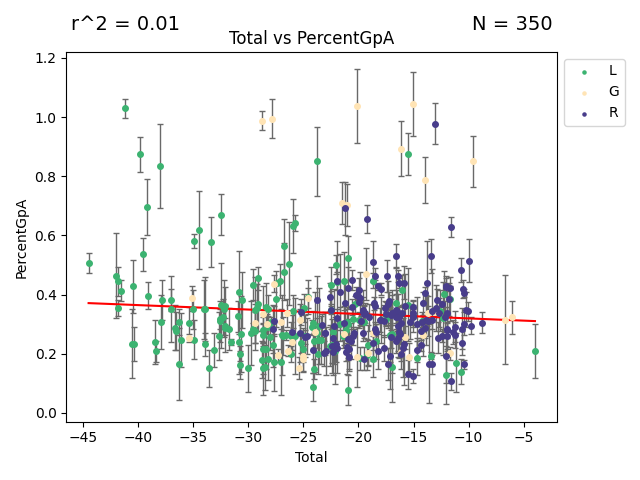 r^2 = 0.01 N = 350
Total vs PercentGpA
1.2
1.0
0.8
0.6
0.4
0.2
0.0
PercentGpA
−45 −40 −35 −30 −25 −20 −15 −10 −5
Total
L
G
R